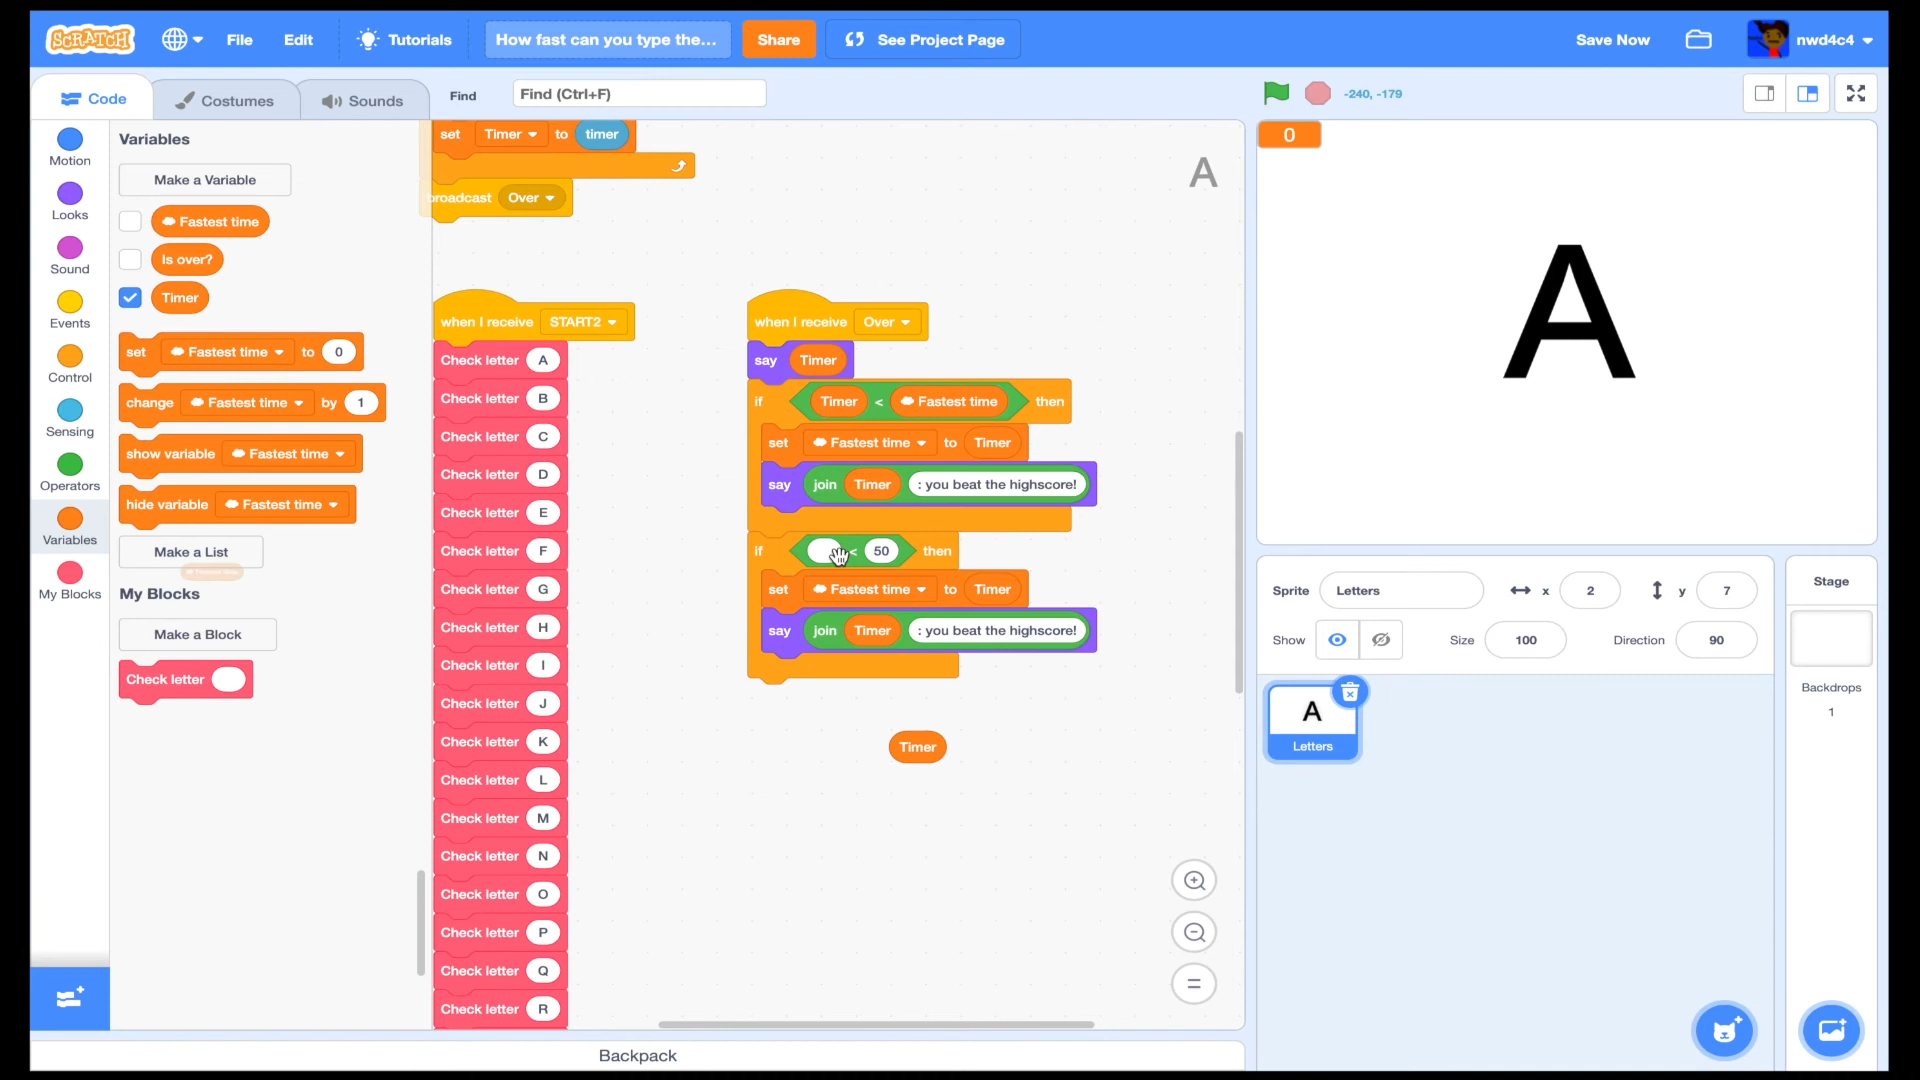 SCRATCH
File
Edit
Tutorials
How fast can you type the...
Share
See Project Page
Save Now
nwd4c4
Code
Costumes
Sounds
Find
Find (Ctrl+F)
-240, -179
Motion
Looks
Sound
Events
Control
Sensing
Operators
Variables
My Blocks
Variables
Make a Variable
Fastest time
Is over?
Timer
set Fastest time to 0
change Fastest time by 1
show variable Fastest time
hide variable Fastest time
Make a List
My Blocks
Make a Block
Check letter
set Timer to timer
broadcast Over
when I receive START2
Check letter A
Check letter B
Check letter C
Check letter D
Check letter E
Check letter F
Check letter G
Check letter H
Check letter I
Check letter J
Check letter K
Check letter L
Check letter M
Check letter N
Check letter O
Check letter P
Check letter Q
Check letter R
when I receive Over
say Timer
if Timer < Fastest time then
set Fastest time to Timer
say join Timer : you beat the highscore!
if < 50 then
set Fastest time to Timer
say join Timer : you beat the highscore!
Timer
A
Backpack
0
A
Sprite Letters x 2 y 7
Show Size 100 Direction 90
A
Letters
Stage
Backdrops
1